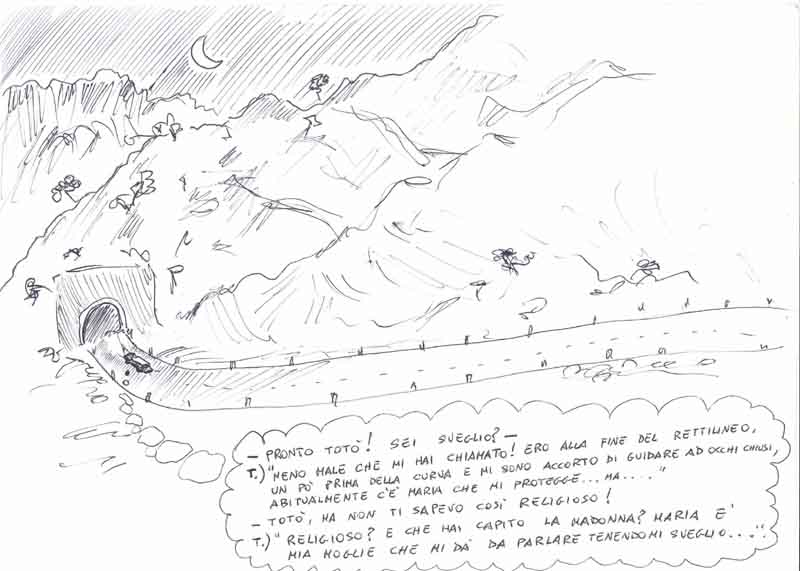 – PRONTO TOTÒ! SEI SVEGLIO? –
T.) "MENO MALE CHE MI HAI CHIAMATO! ERO ALLA FINE DEL RETTILINEO,
UN PÒ PRIMA DELLA CURVA E MI SONO ACCORTO DI GUIDARE AD OCCHI CHIUSI,
ABITUALMENTE C'È MARIA CHE MI PROTEGGE... MA....."
– TOTÒ, MA NON TI SAPEVO COSÌ RELIGIOSO!
T.) "RELIGIOSO? E CHE HAI CAPITO LA MADONNA? MARIA E'
MIA MOGLIE CHE MI DÀ DA PARLARE TENENDOMI SVEGLIO...."